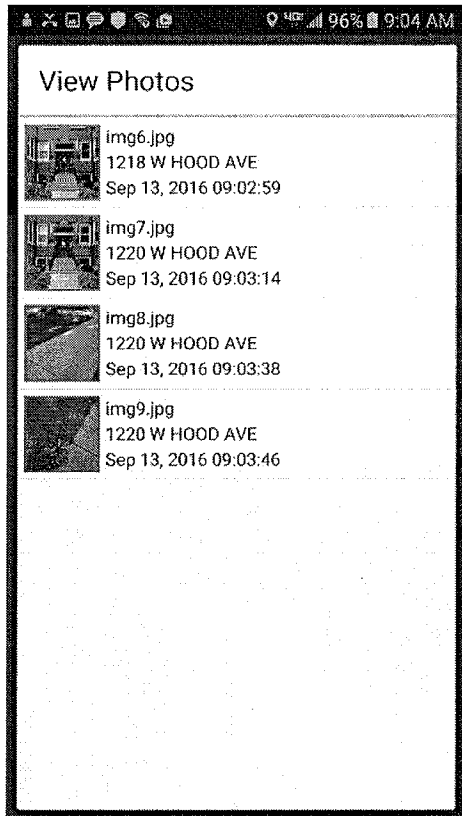 96% 9:04 AM
View Photos
img6.jpg
1218 W HOOD AVE
Sep 13, 2016 09:02:59
img7.jpg
1220 W HOOD AVE
Sep 13, 2016 09:03:14
img8.jpg
1220 W HOOD AVE
Sep 13, 2016 09:03:38
img9.jpg
1220 W HOOD AVE
Sep 13, 2016 09:03:46